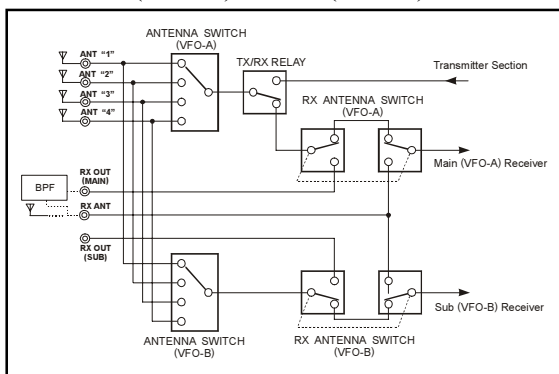 ANTENNA SWITCH
(VFO-A)
ANT “1”
ANT “2”
ANT “3”
ANT “4”
TX/RX RELAY
Transmitter Section
RX ANTENNA SWITCH
(VFO-A)
Main (VFO-A) Receiver
RX OUT
(MAIN)
BPF
RX ANT
RX OUT
(SUB)
Sub (VFO-B) Receiver
ANTENNA SWITCH
(VFO-B)
RX ANTENNA SWITCH
(VFO-B)